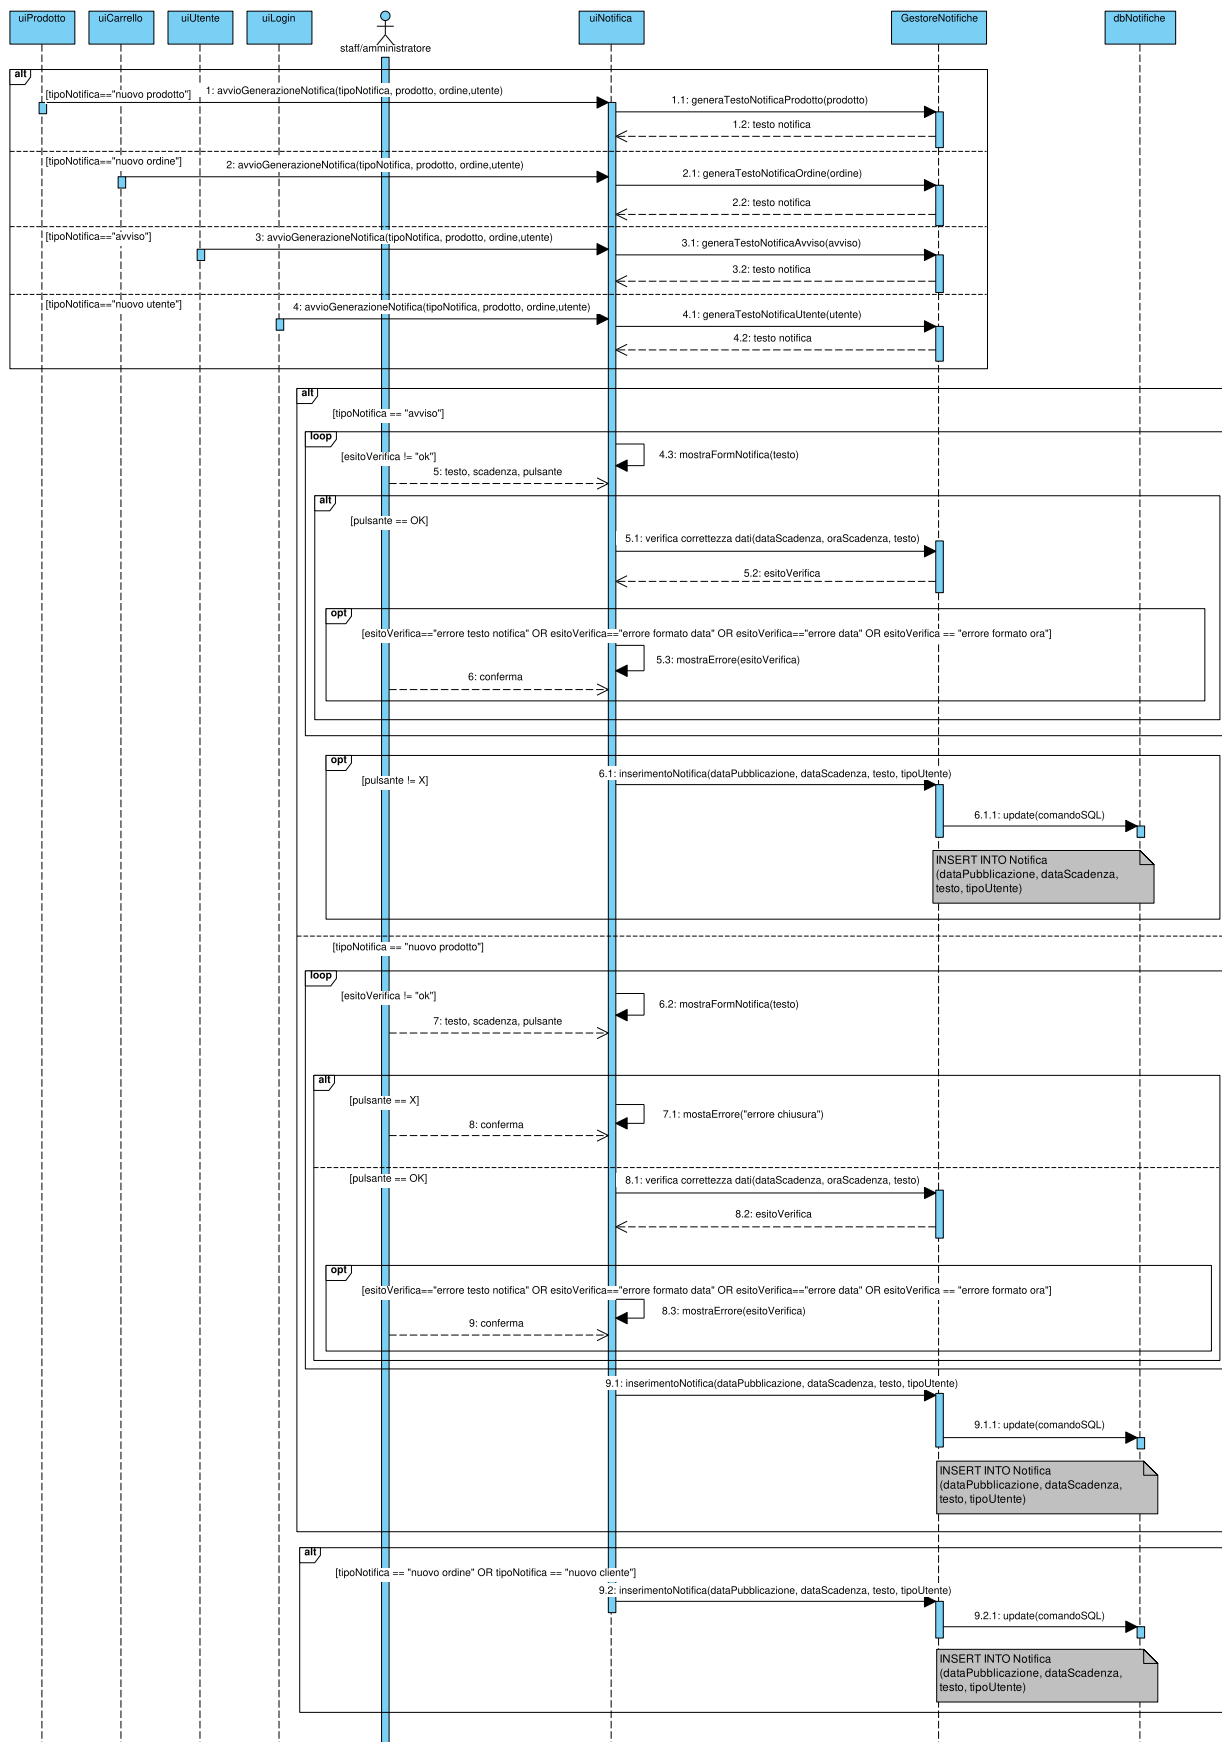 uiProdotto
uiCarrello
uiUtente
uiLogin
staff/amministratore
uiNotifica
GestoreNotifiche
dbNotifiche
alt
[tipoNotifica=="nuovo prodotto"]
1: avvioGenerazioneNotifica(tipoNotifica, prodotto, ordine,utente)
1.1: generaTestoNotificaProdotto(prodotto)
1.2: testo notifica
[tipoNotifica=="nuovo ordine"]
2: avvioGenerazioneNotifica(tipoNotifica, prodotto, ordine,utente)
2.1: generaTestoNotificaOrdine(ordine)
2.2: testo notifica
[tipoNotifica=="avviso"]
3: avvioGenerazioneNotifica(tipoNotifica, prodotto, ordine,utente)
3.1: generaTestoNotificaAvviso(avviso)
3.2: testo notifica
[tipoNotifica=="nuovo utente"]
4: avvioGenerazioneNotifica(tipoNotifica, prodotto, ordine,utente)
4.1: generaTestoNotificaUtente(utente)
4.2: testo notifica
alt
[tipoNotifica == "avviso"]
loop
[esitoVerifica != "ok"]
4.3: mostraFormNotifica(testo)
5: testo, scadenza, pulsante
alt
[pulsante == OK]
5.1: verifica correttezza dati(dataScadenza, oraScadenza, testo)
5.2: esitoVerifica
opt
[esitoVerifica=="errore testo notifica" OR esitoVerifica=="errore formato data" OR esitoVerifica=="errore data" OR esitoVerifica == "errore formato ora"]
5.3: mostraErrore(esitoVerifica)
6: conferma
opt
[pulsante != X]
6.1: inserimentoNotifica(dataPubblicazione, dataScadenza, testo, tipoUtente)
6.1.1: update(comandoSQL)
INSERT INTO Notifica
(dataPubblicazione, dataScadenza,
testo, tipoUtente)
[tipoNotifica == "nuovo prodotto"]
loop
[esitoVerifica != "ok"]
6.2: mostraFormNotifica(testo)
7: testo, scadenza, pulsante
alt
[pulsante == X]
7.1: mostaErrore("errore chiusura")
8: conferma
[pulsante == OK]
8.1: verifica correttezza dati(dataScadenza, oraScadenza, testo)
8.2: esitoVerifica
opt
[esitoVerifica=="errore testo notifica" OR esitoVerifica=="errore formato data" OR esitoVerifica=="errore data" OR esitoVerifica == "errore formato ora"]
8.3: mostraErrore(esitoVerifica)
9: conferma
9.1: inserimentoNotifica(dataPubblicazione, dataScadenza, testo, tipoUtente)
9.1.1: update(comandoSQL)
INSERT INTO Notifica
(dataPubblicazione, dataScadenza,
testo, tipoUtente)
alt
[tipoNotifica == "nuovo ordine" OR tipoNotifica == "nuovo cliente"]
9.2: inserimentoNotifica(dataPubblicazione, dataScadenza, testo, tipoUtente)
9.2.1: update(comandoSQL)
INSERT INTO Notifica
(dataPubblicazione, dataScadenza,
testo, tipoUtente)